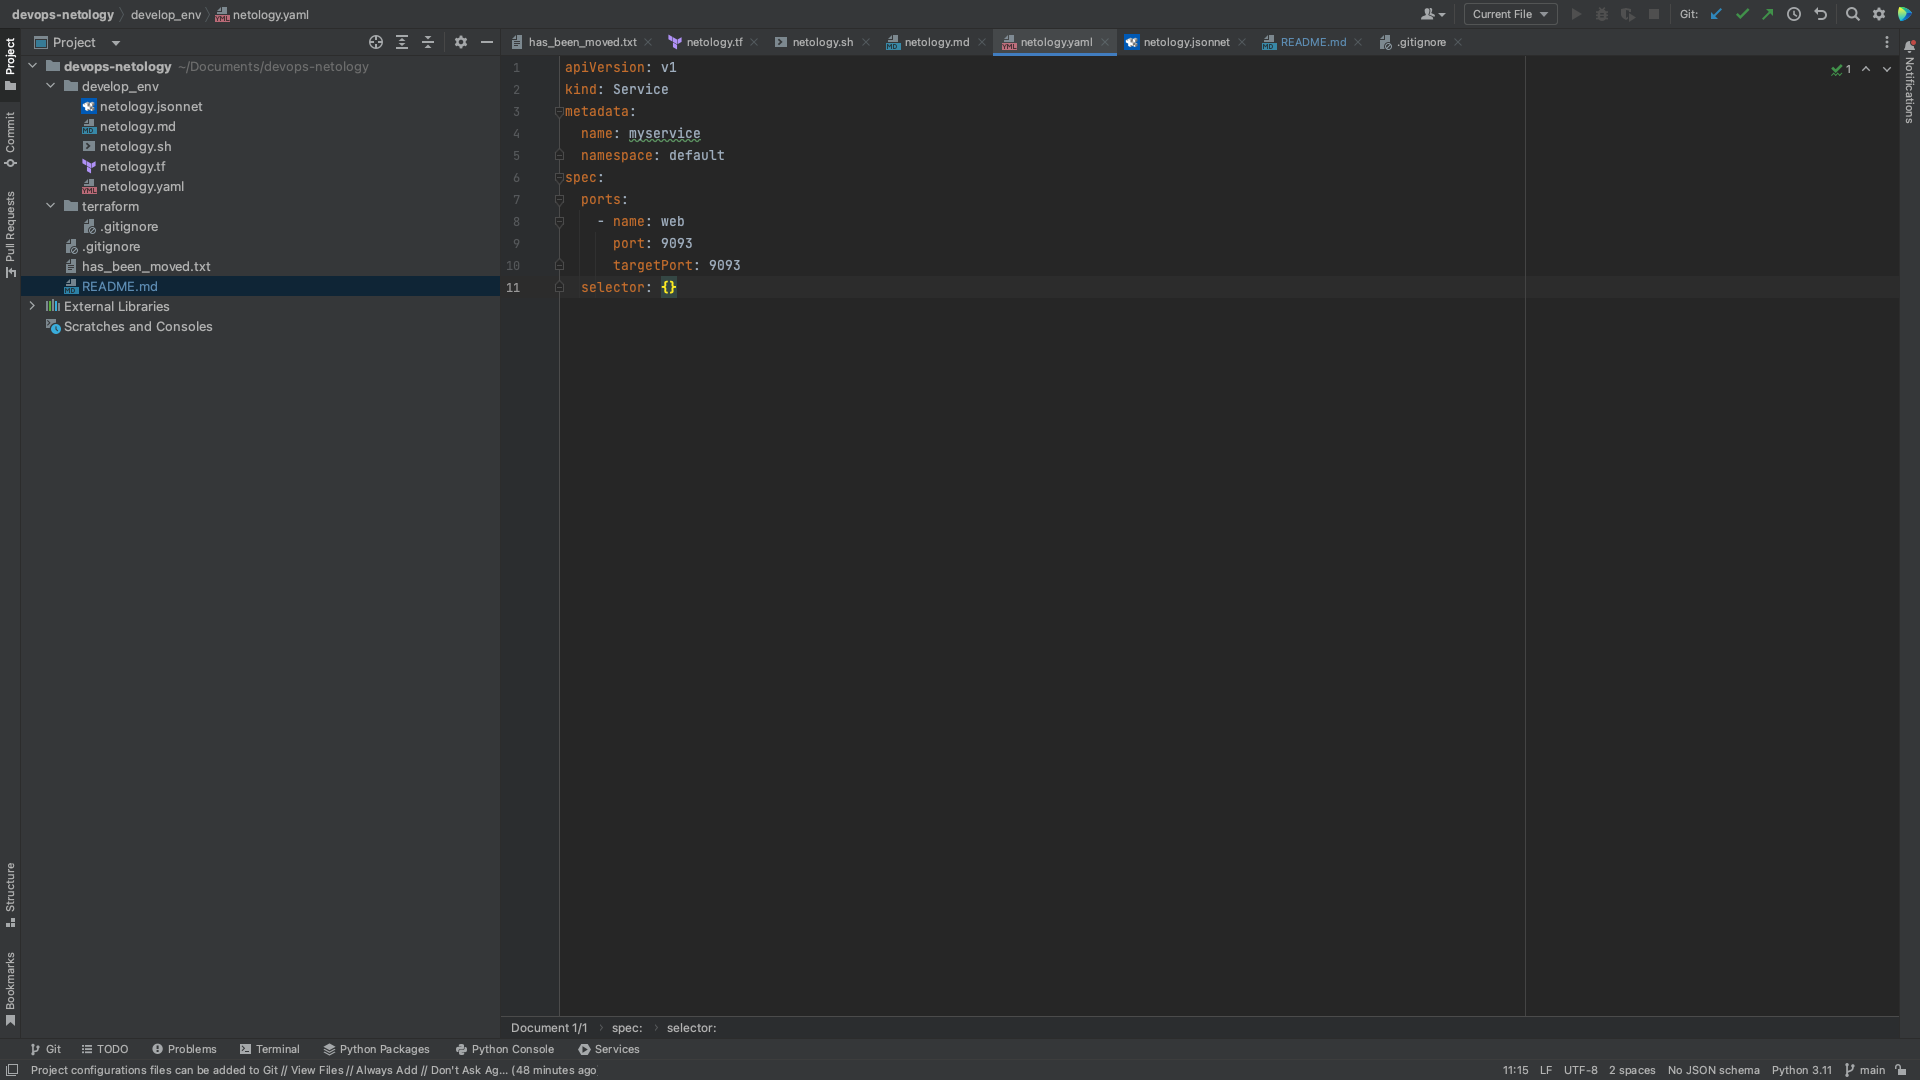 devops-netology develop_env netology.yaml
Current File
Git:
Project
has_been_moved.txt netology.tf netology.sh netology.md netology.yaml netology.jsonnet README.md .gitignore
Project
Commit
Pull Requests
Structure
Bookmarks
devops-netology ~/Documents/devops-netology
develop_env
netology.jsonnet
netology.md
netology.sh
netology.tf
netology.yaml
terraform
.gitignore
.gitignore
has_been_moved.txt
README.md
External Libraries
Scratches and Consoles
1 apiVersion: v1
2 kind: Service
3 metadata:
4 name: myservice
5 namespace: default
6 spec:
7 ports:
8 - name: web
9 port: 9093
10 targetPort: 9093
11 selector: {}
1
Notifications
Document 1/1 spec: selector:
Git TODO Problems Terminal Python Packages Python Console Services
Project configurations files can be added to Git // View Files // Always Add // Don't Ask Ag... (48 minutes ago
11:15 LF UTF-8 2 spaces No JSON schema Python 3.11 main